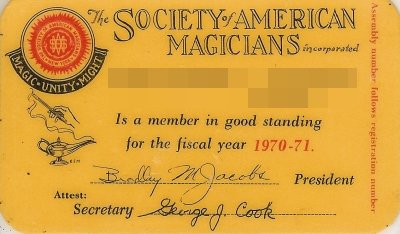 The SOCIETY of AMERICAN
MAGICIANS incorporated
MAGIC · UNITY · MIGHT
Is a member in good standing
for the fiscal year 1970-71.
Bradley M. Jacobs President
Attest:
Secretary George J. Cook
Assembly number follows registration number